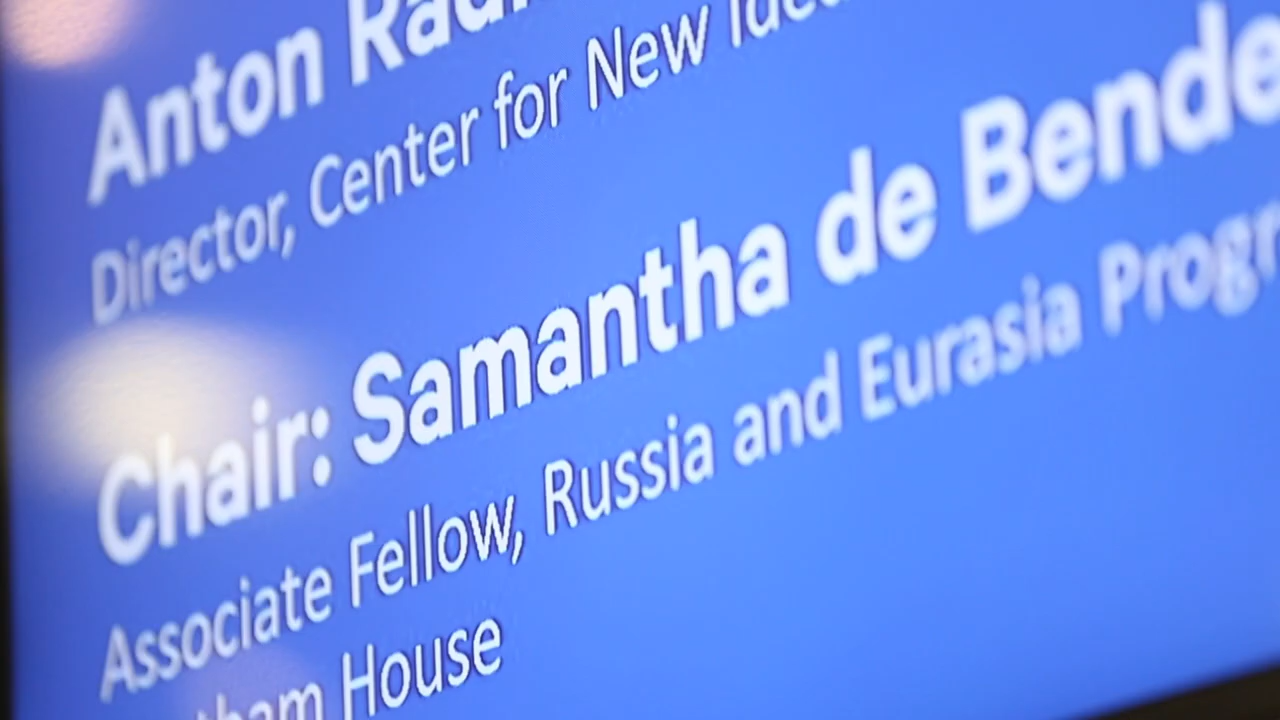 Anton
Director, Center for New
Chair: Samantha de
Associate Fellow, Russia and Eurasia
House